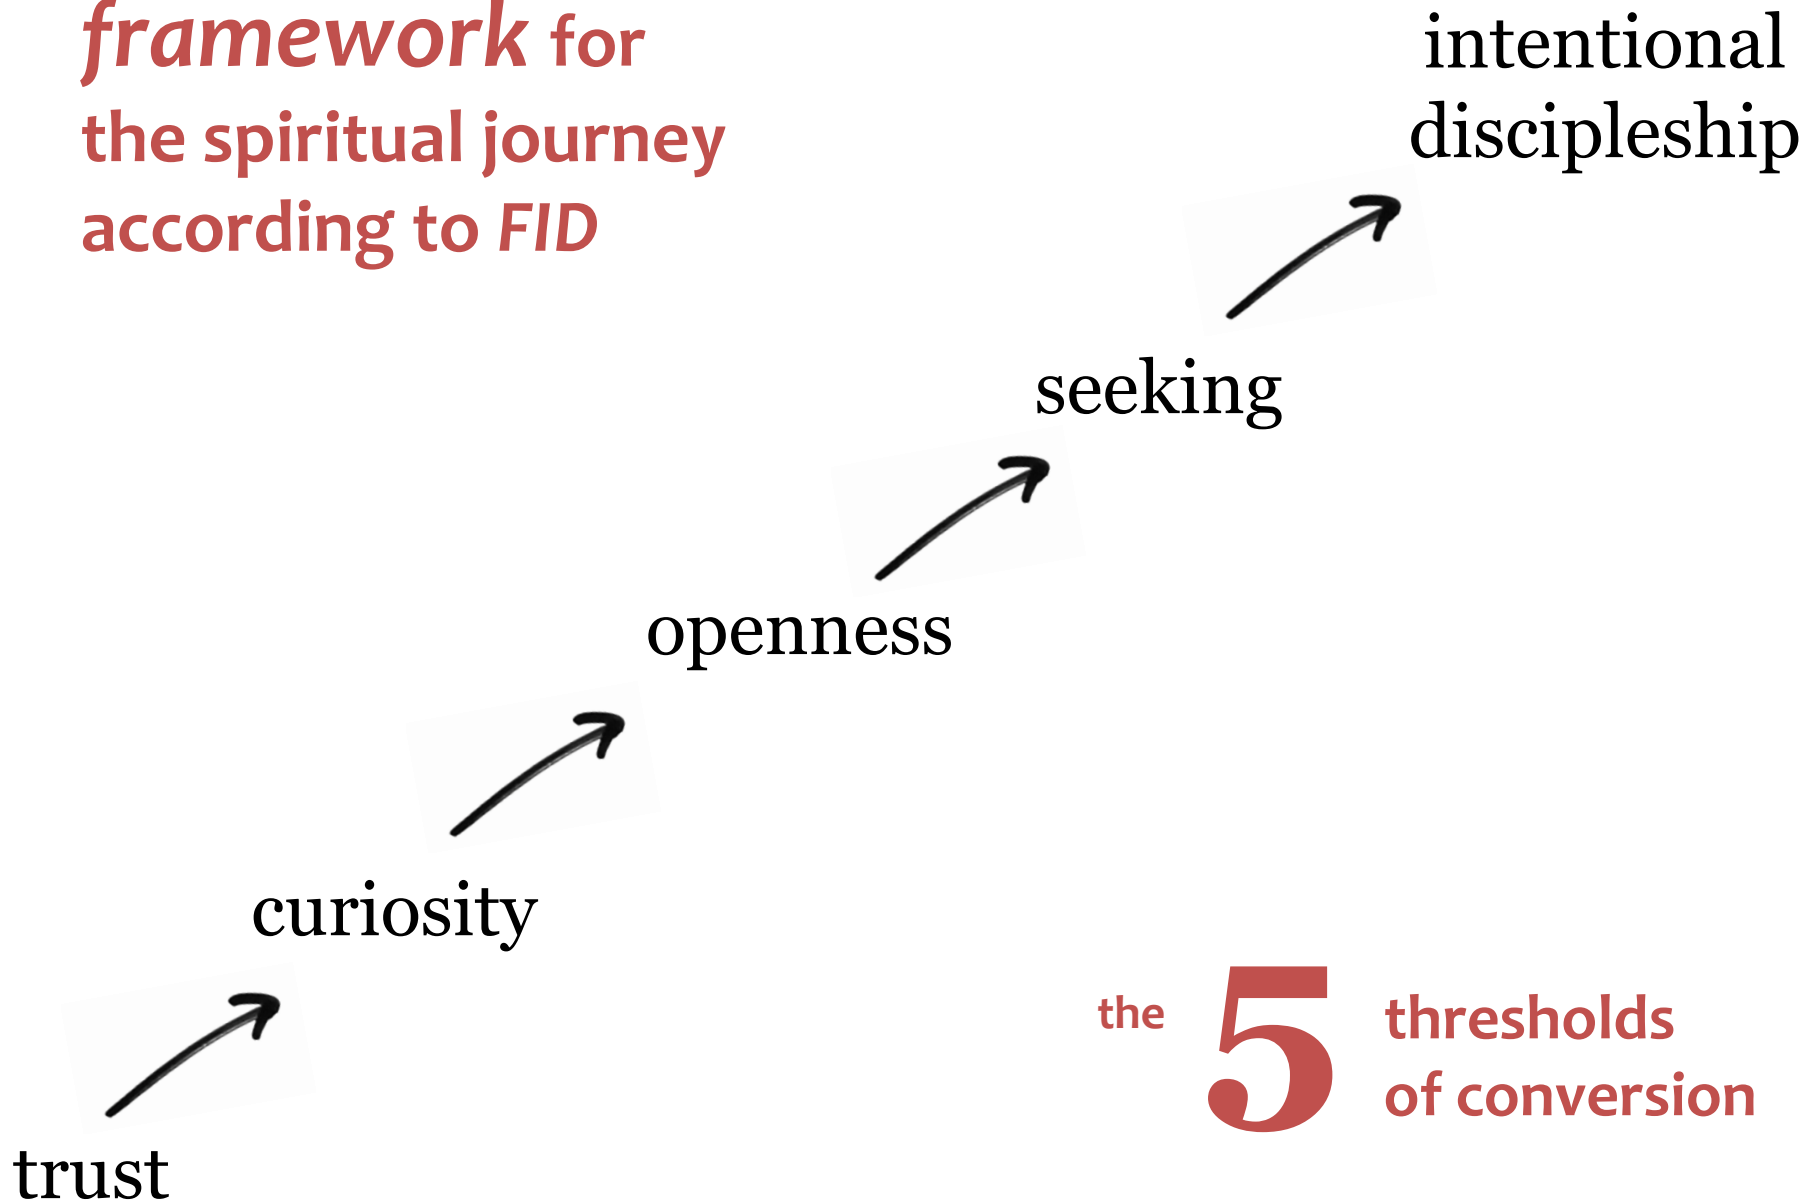 framework for
the spiritual journey
according to FID
intentional
discipleship
seeking
openness
curiosity
trust
the 5 thresholds
of conversion